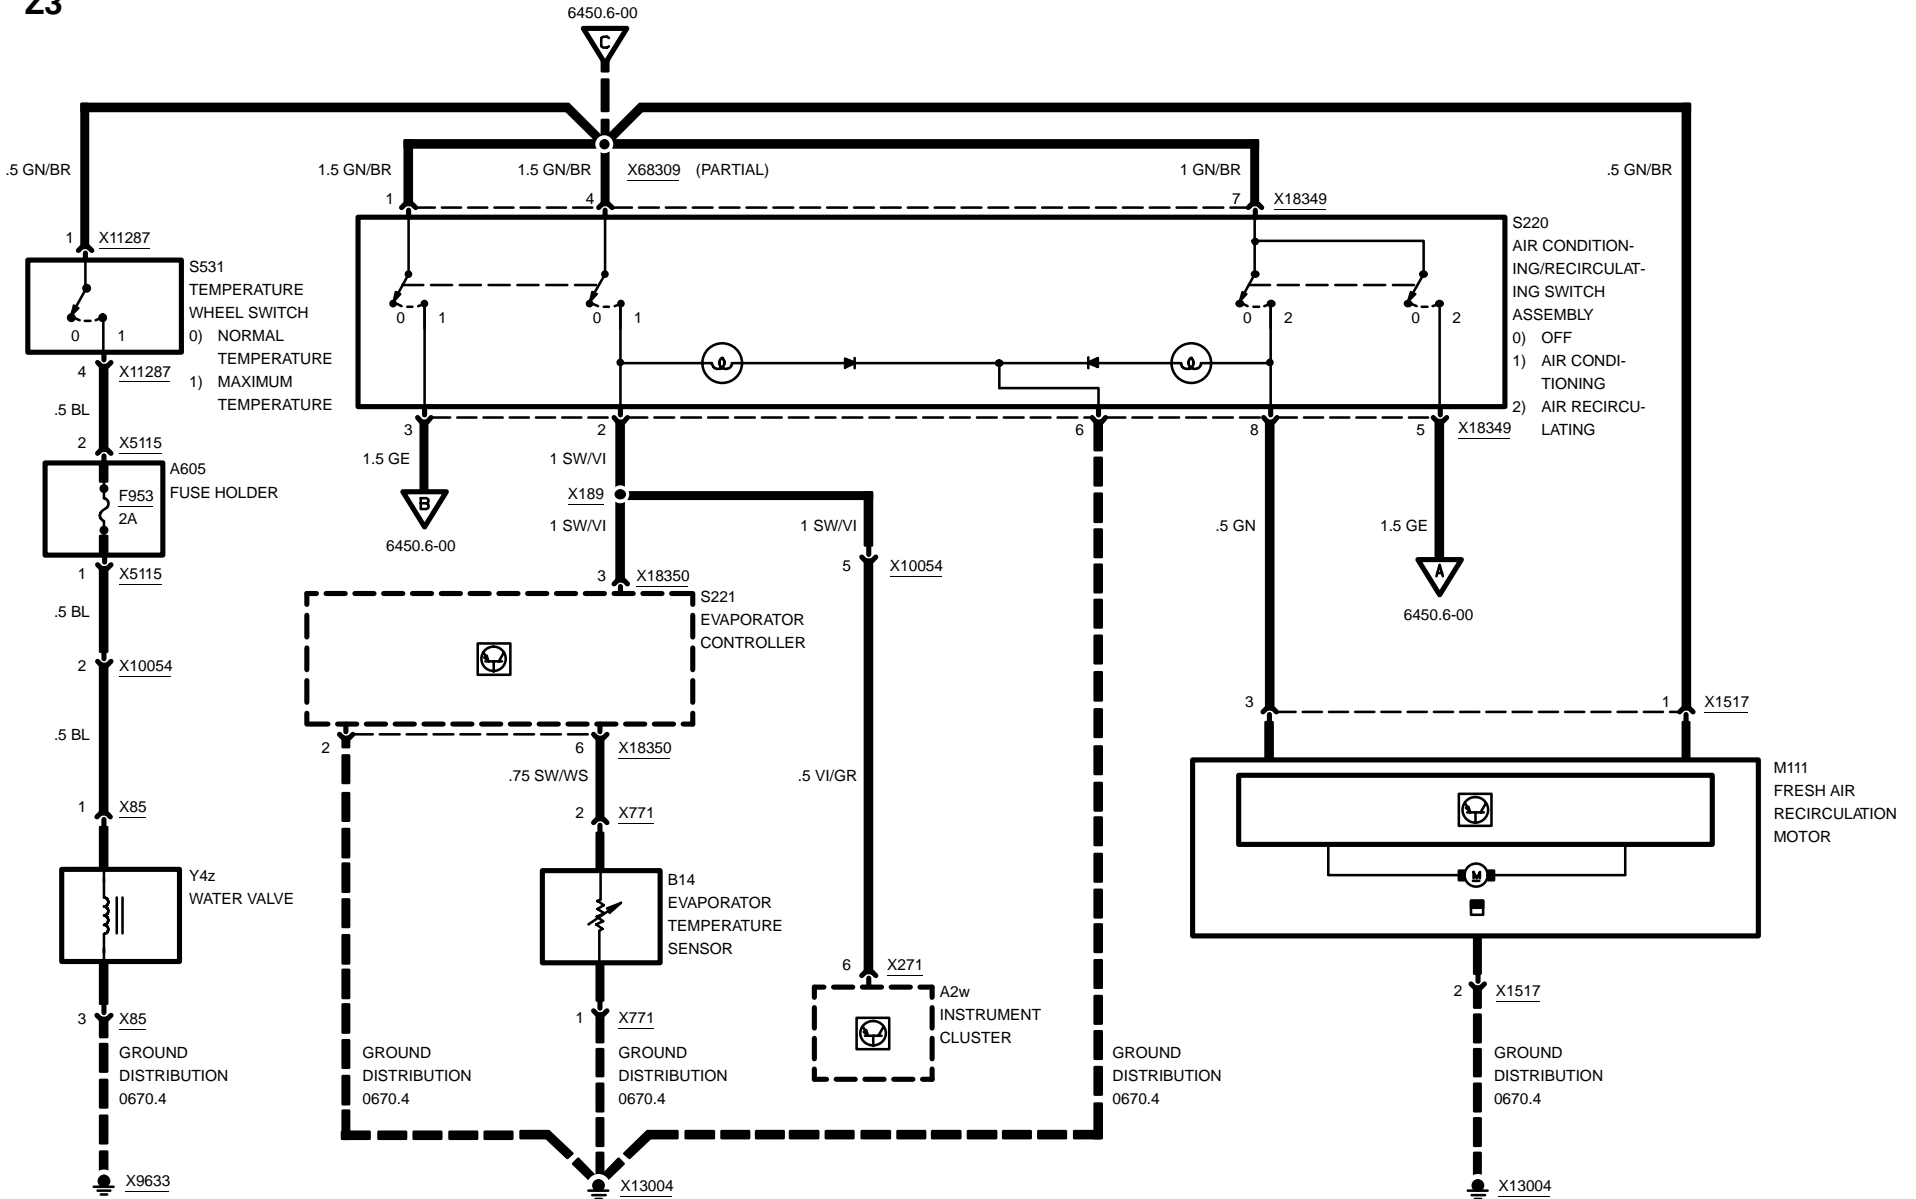 Z3
6450.6-00
C
.5 GN/BR
1.5 GN/BR
1.5 GN/BR
X68309 (PARTIAL)
1 GN/BR
.5 GN/BR
1
4
7
X18349
1
X11287
S531
TEMPERATURE
WHEEL SWITCH
0) NORMAL
TEMPERATURE
1) MAXIMUM
TEMPERATURE
0
1
4
X11287
S220
AIR CONDITION-
ING/RECIRCULAT-
ING SWITCH
ASSEMBLY
0) OFF
1) AIR CONDI-
TIONING
2) AIR RECIRCU-
LATING
0
1
0
1
0
2
0
2
3
2
6
8
5
X18349
.5 BL
2
X5115
A605
FUSE HOLDER
F953
2A
1
X5115
1.5 GE
B
6450.6-00
1 SW/VI
X189
1 SW/VI
1 SW/VI
5
X10054
.5 GN
1.5 GE
A
6450.6-00
.5 BL
2
X10054
3
X18350
S221
EVAPORATOR
CONTROLLER
.5 BL
2
6
X18350
.75 SW/WS
.5 VI/GR
3
1
X1517
1
X85
2
X771
M111
FRESH AIR
RECIRCULATION
MOTOR
M
Y4z
WATER VALVE
B14
EVAPORATOR
TEMPERATURE
SENSOR
6
X271
A2w
INSTRUMENT
CLUSTER
3
X85
1
X771
2
X1517
GROUND
DISTRIBUTION
0670.4
GROUND
DISTRIBUTION
0670.4
GROUND
DISTRIBUTION
0670.4
GROUND
DISTRIBUTION
0670.4
GROUND
DISTRIBUTION
0670.4
X9633
X13004
X13004